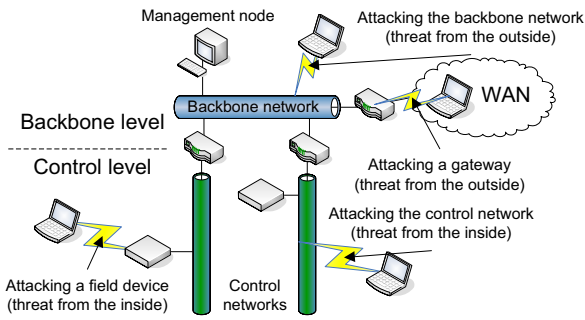 Management node
Attacking the backbone network
(threat from the outside)
Backbone network
WAN
Backbone level
Control level
Attacking a gateway
(threat from the outside)
Attacking the control network
(threat from the inside)
Attacking a field device
(threat from the inside)
Control
networks